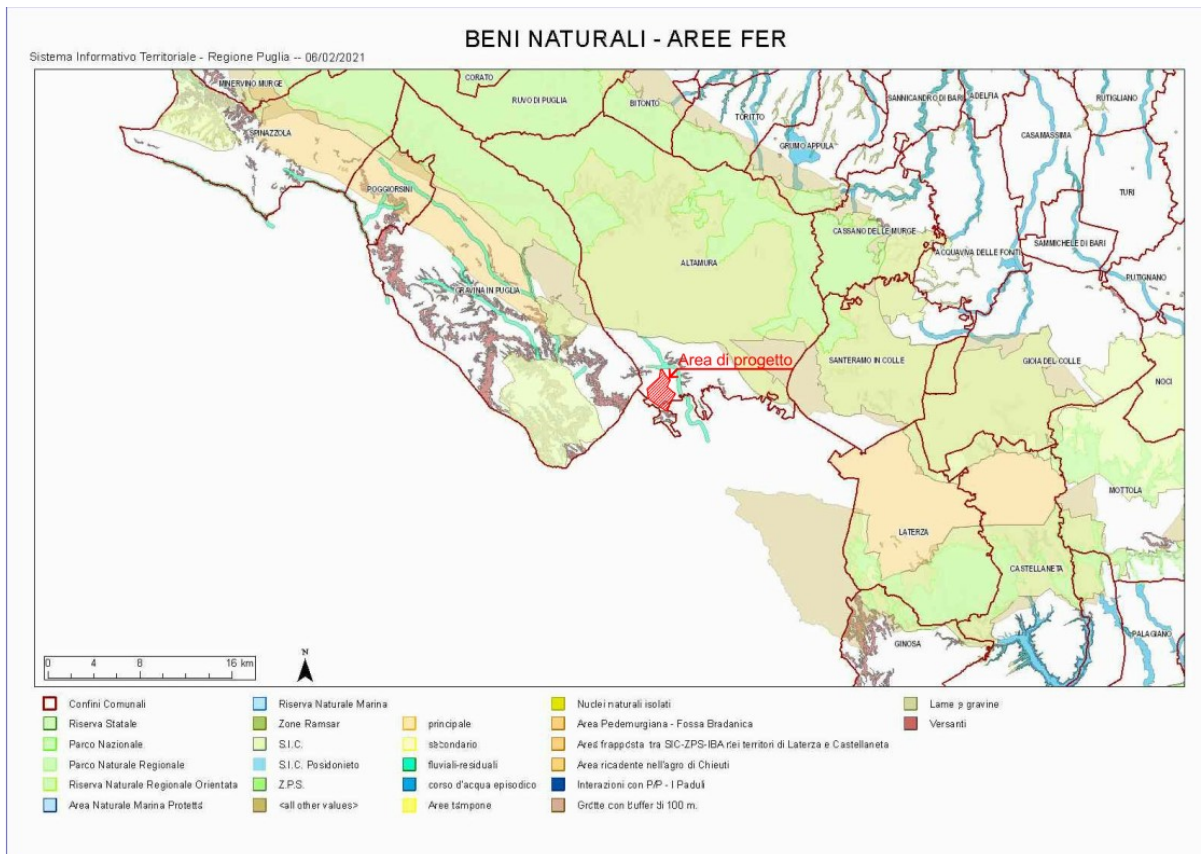 BENI NATURALI - AREE FER
Sistema Informativo Territoriale - Regione Puglia -- 06/02/2021
MINERVINO MURGE
CORATO
RUVO DI PUGLIA
BITONTO
TORITTO
SANNICANDRO DI BARI
ADELFIA
RUTIGLIANO
SPINAZZOLA
GRUMO APPULA
CASAMASSIMA
POGGIORSINI
TURI
CASSANO DELLE MURGE
ACQUAVIVA DELLE FONTI
SAMMICHELE DI BARI
ALTAMURA
PUTIGNANO
GRAVINA IN PUGLIA
Area di progetto
SANTERAMO IN COLLE
GIOIA DEL COLLE
NOCI
MOTTOLA
LATERZA
CASTELLANETA
GINOSA
PALAGIANO
0 4 8 16 km
N
Confini Comunali
Riserva Statale
Parco Nazionale
Parco Naturale Regionale
Riserva Naturale Regionale Orientata
Area Naturale Marina Protetta
Riserva Naturale Marina
Zone Ramsar
S.I.C.
S.I.C. Posidonieto
Z.P.S.
<all other values>
principale
secondario
fluviali-residuali
corso d'acqua episodico
Aree tampone
Nuclei naturali isolati
Area Pedemurgiana - Fossa Bradanica
Area frapposta tra SIC-ZPS-IBA nei territori di Laterza e Castellaneta
Area ricadente nell'agro di Chieuti
Interazioni con P/P - I Paduli
Grotte con buffer di 100 m.
Lame e gravine
Versanti